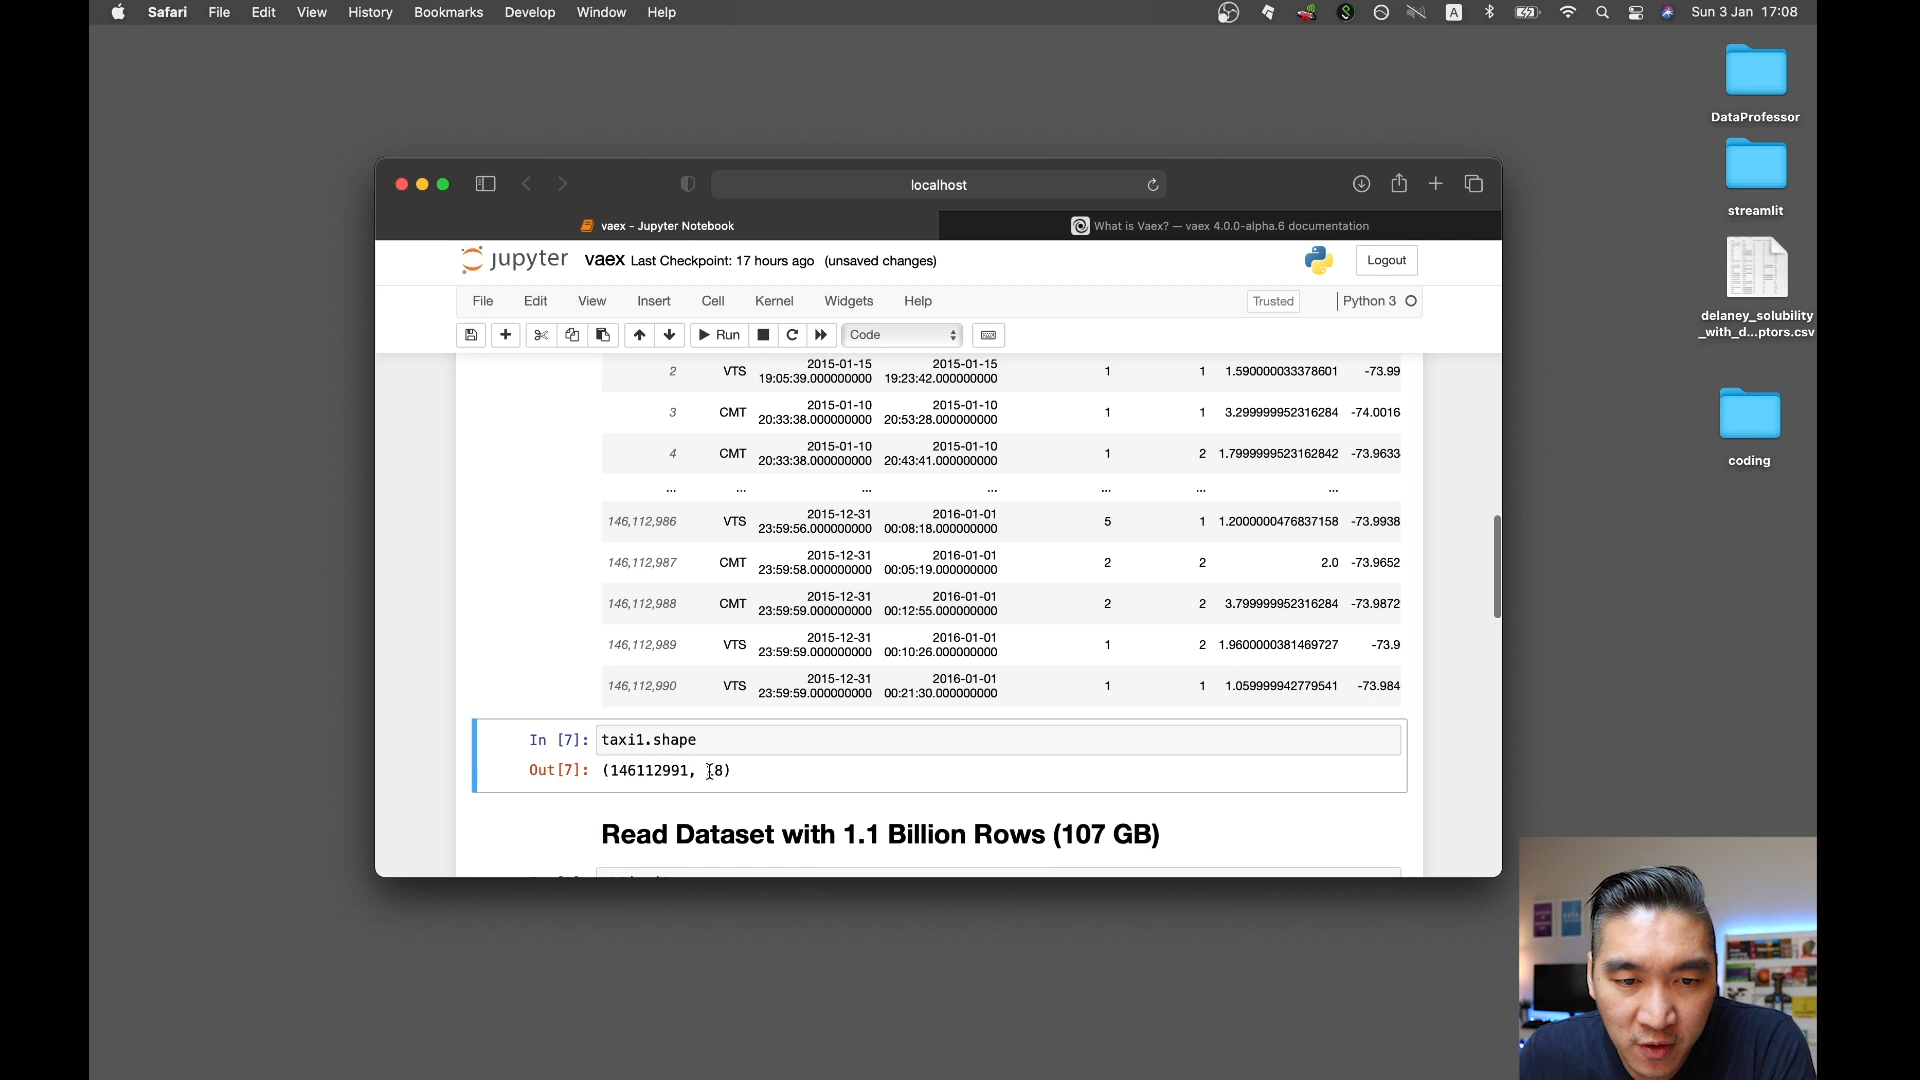 Safari File Edit View History Bookmarks Develop Window Help A Sun 3 Jan 17:08
DataProfessor
streamlit
delaney_solubility
_with_d...ptors.csv
coding
localhost
vaex - Jupyter Notebook What is Vaex? — vaex 4.0.0-alpha.6 documentation
jupyter vaex Last Checkpoint: 17 hours ago (unsaved changes) Logout
File Edit View Insert Cell Kernel Widgets Help Trusted Python 3
Run Code
2 VTS 2015-01-15 19:05:39.000000000 2015-01-15 19:23:42.000000000 1 1 1.590000033378601 -73.99
3 CMT 2015-01-10 20:33:38.000000000 2015-01-10 20:53:28.000000000 1 1 3.299999952316284 -74.0016
4 CMT 2015-01-10 20:33:38.000000000 2015-01-10 20:43:41.000000000 1 2 1.7999999523162842 -73.9633
... ... ... ... ... ... ...
146,112,986 VTS 2015-12-31 23:59:56.000000000 2016-01-01 00:08:18.000000000 5 1 1.2000000476837158 -73.9938
146,112,987 CMT 2015-12-31 23:59:58.000000000 2016-01-01 00:05:19.000000000 2 2 2.0 -73.9652
146,112,988 CMT 2015-12-31 23:59:59.000000000 2016-01-01 00:12:55.000000000 2 2 3.799999952316284 -73.9872
146,112,989 VTS 2015-12-31 23:59:59.000000000 2016-01-01 00:10:26.000000000 1 2 1.9600000381469727 -73.9
146,112,990 VTS 2015-12-31 23:59:59.000000000 2016-01-01 00:21:30.000000000 1 1 1.059999942779541 -73.984
In [7]: taxi1.shape
Out[7]: (146112991, 8)
Read Dataset with 1.1 Billion Rows (107 GB)